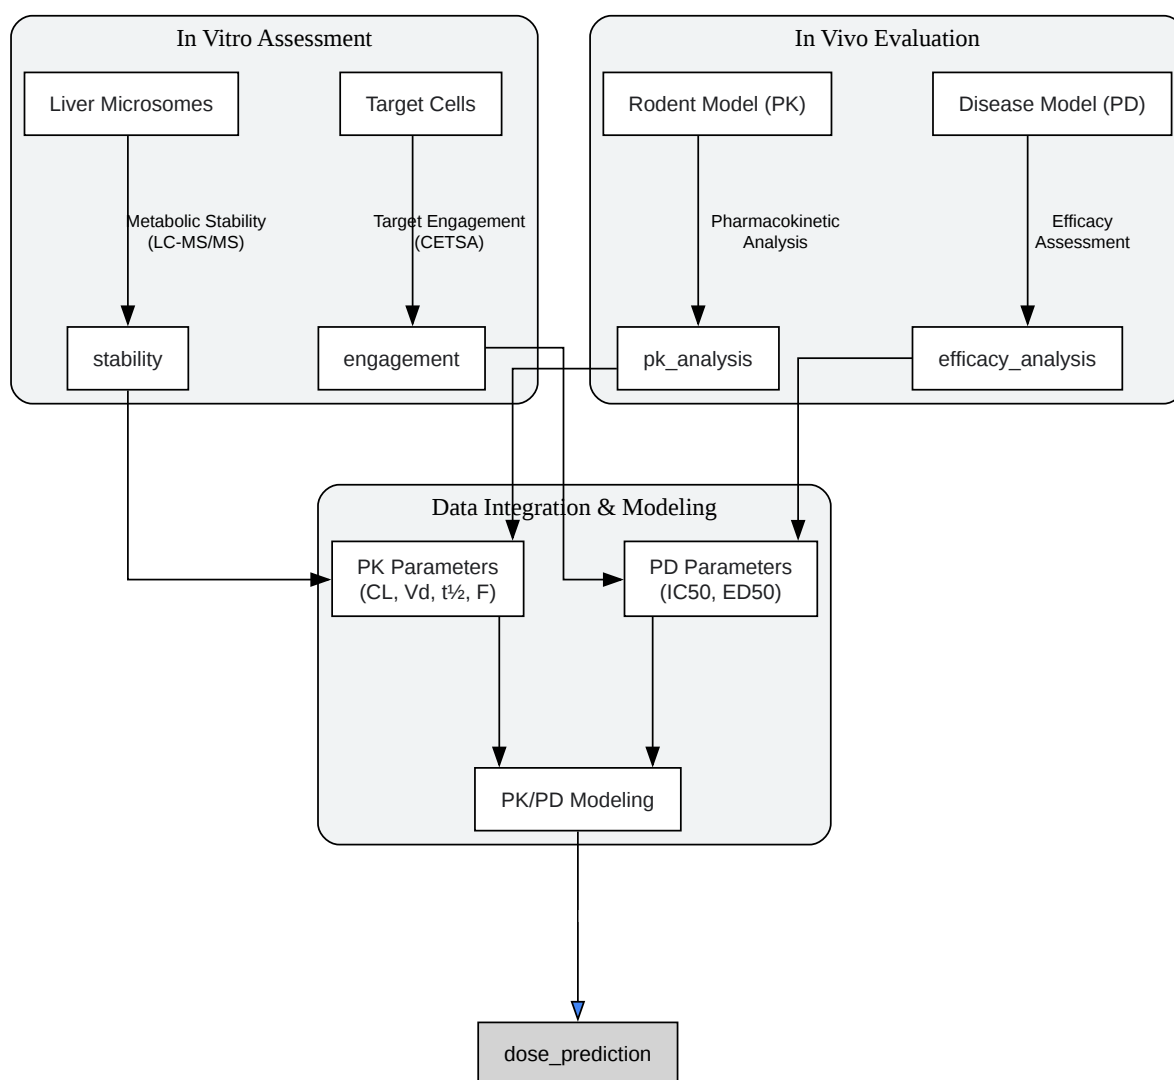 In Vitro Assessment
In Vivo Evaluation
Liver Microsomes
Target Cells
Rodent Model (PK)
Disease Model (PD)
Metabolic Stability
(LC-MS/MS)
Target Engagement
(CETSA)
Pharmacokinetic
Analysis
Efficacy
Assessment
stability
engagement
pk_analysis
efficacy_analysis
Data Integration & Modeling
PK Parameters
(CL, Vd, t½, F)
PD Parameters
(IC50, ED50)
PK/PD Modeling
dose_prediction